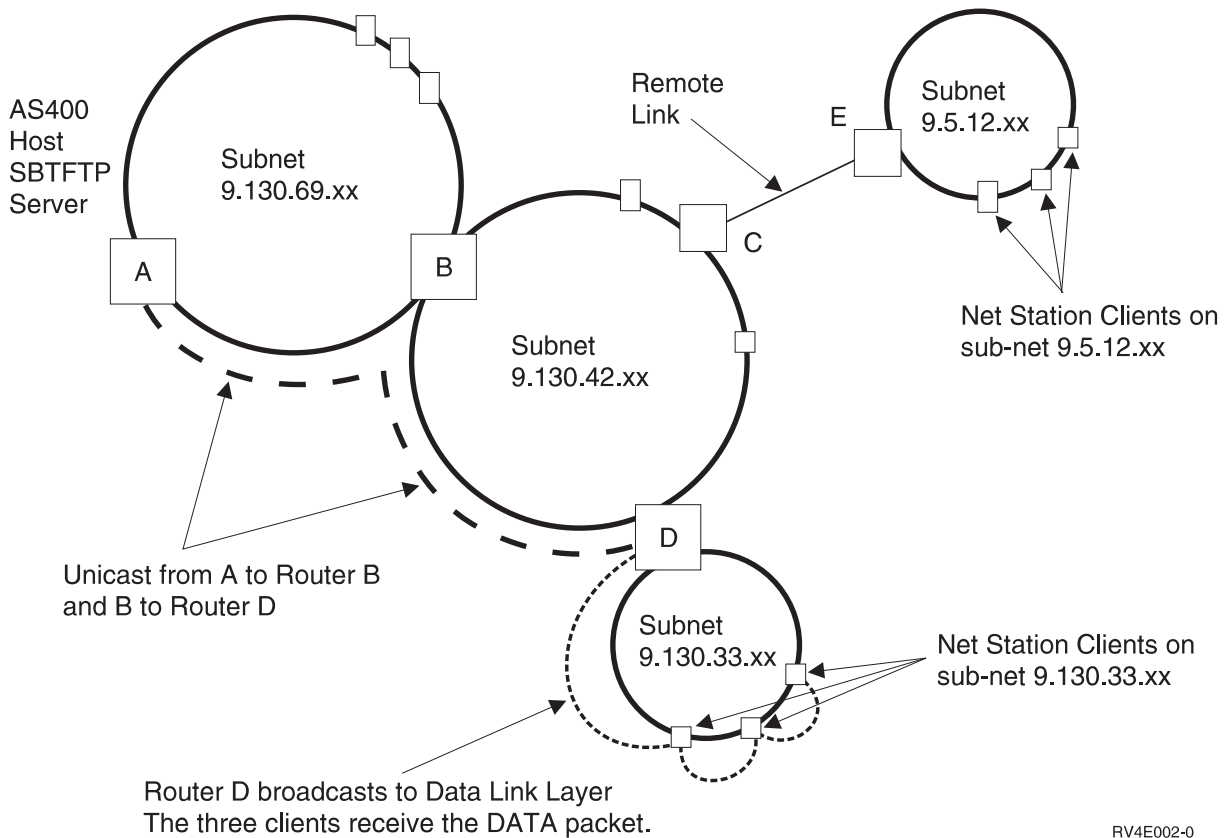 AS400
Host
SBTFTP
Server
Subnet
9.130.69.xx
A
B
Remote
Link
E
C
Subnet
9.5.12.xx
Net Station Clients on
sub-net 9.5.12.xx
Subnet
9.130.42.xx
D
Unicast from A to Router B
and B to Router D
Subnet
9.130.33.xx
Net Station Clients on
sub-net 9.130.33.xx
Router D broadcasts to Data Link Layer
The three clients receive the DATA packet.
RV4E002-0